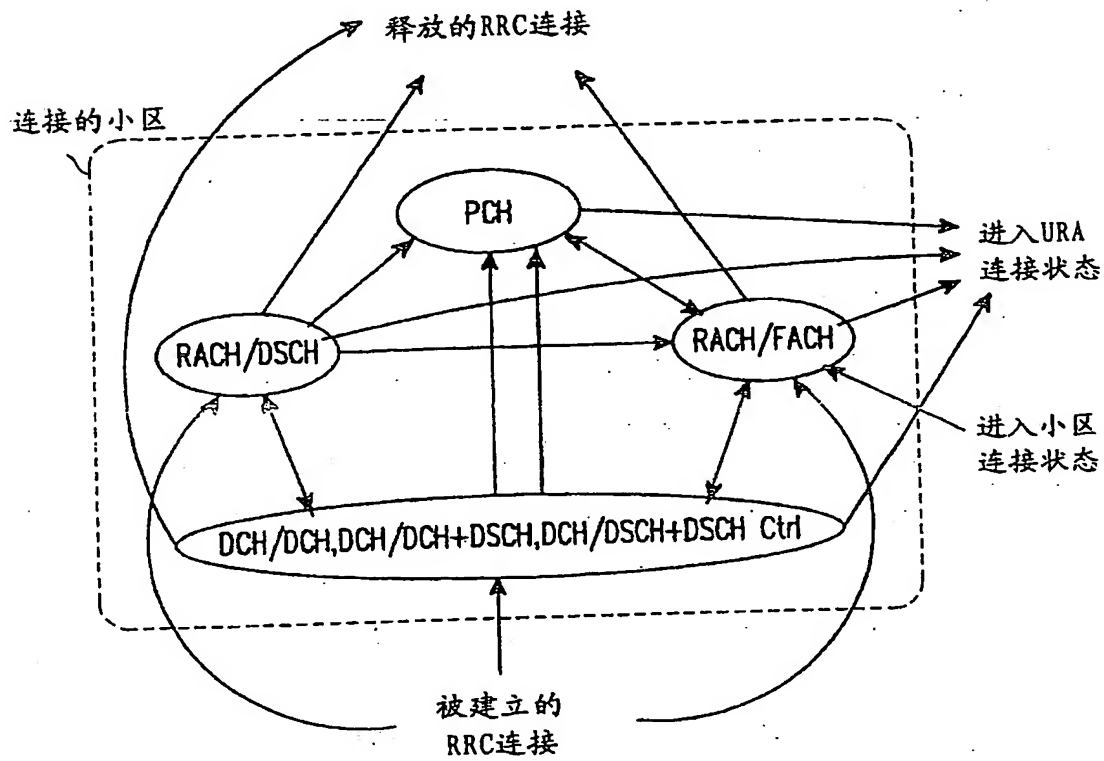 释放的RRC连接
连接的小区
PCH
进入URA
连接状态
RACH/DSCH
RACH/FACH
进入小区
连接状态
DCH/DCH,DCH/DCH+DSCH,DCH/DSCH+DSCH Ctrl
被建立的
RRC连接